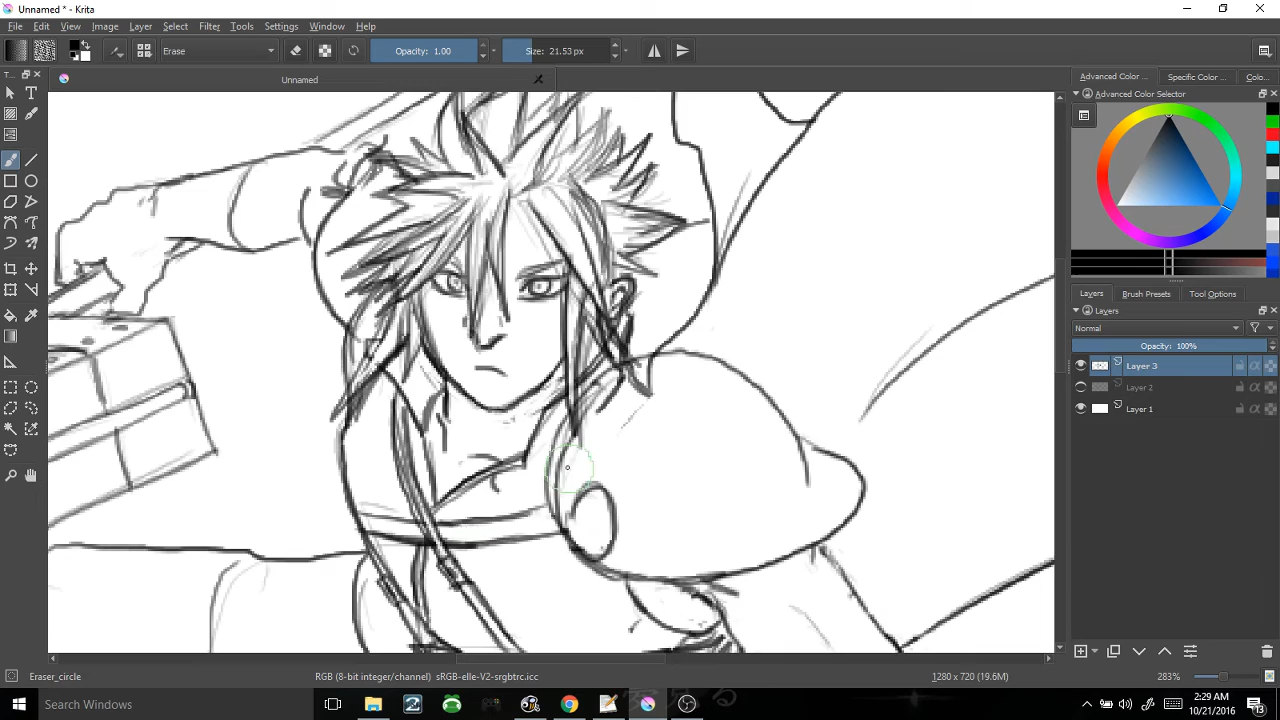 Unnamed * - Krita
File Edit View Image Layer Select Filter Tools Settings Window Help
Erase Opacity: 1.00 Size: 21.53 px
T... Unnamed Advanced Color ... Specific Color ... Colo...
Advanced Color Selector
Layers Brush Presets Tool Options
Layers
Normal
Opacity: 100%
Layer 3
Layer 2
Layer 1
Eraser_circle RGB (8-bit integer/channel) sRGB-elle-V2-srgbtrc.icc 1280 x 720 (19.6M) 283%
Search Windows 2:29 AM
10/21/2016